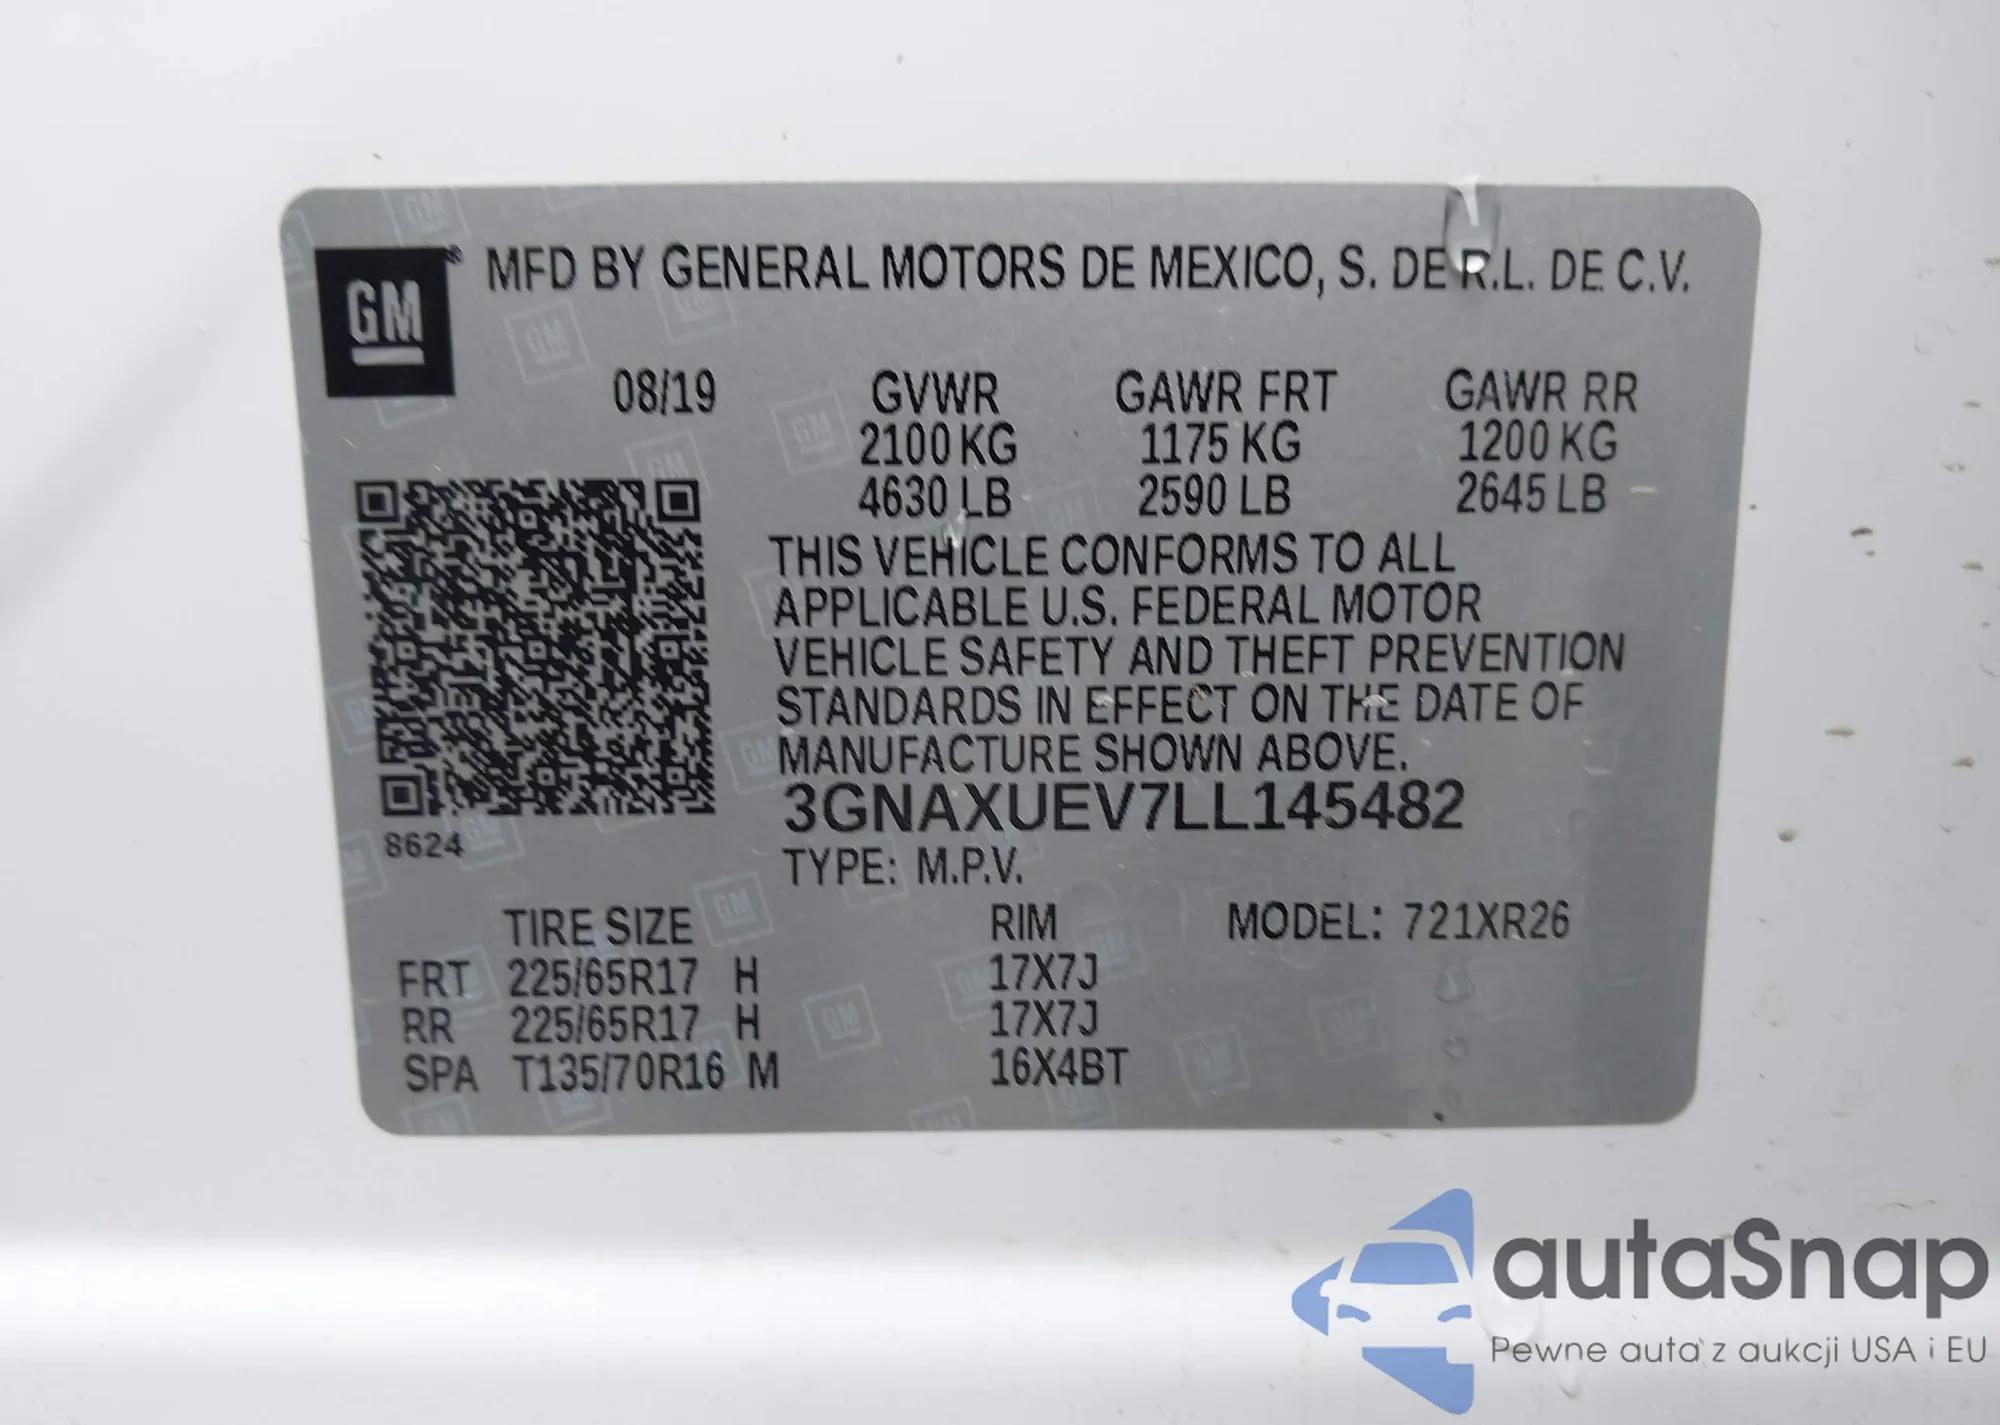 GM ® MFD BY GENERAL MOTORS DE MEXICO, S. DE R.L. DE C.V.
08/19 GVWR GAWR FRT GAWR RR
2100 KG 1175 KG 1200 KG
4630 LB 2590 LB 2645 LB
THIS VEHICLE CONFORMS TO ALL
APPLICABLE U.S. FEDERAL MOTOR
VEHICLE SAFETY AND THEFT PREVENTION
STANDARDS IN EFFECT ON THE DATE OF
MANUFACTURE SHOWN ABOVE.
3GNAXUEV7LL145482
8624
TYPE: M.P.V.
TIRE SIZE RIM MODEL: 721XR26
FRT 225/65R17 H 17X7J
RR 225/65R17 H 17X7J
SPA T135/70R16 M 16X4BT
autaSnap
Pewne auta z aukcji USA i EU